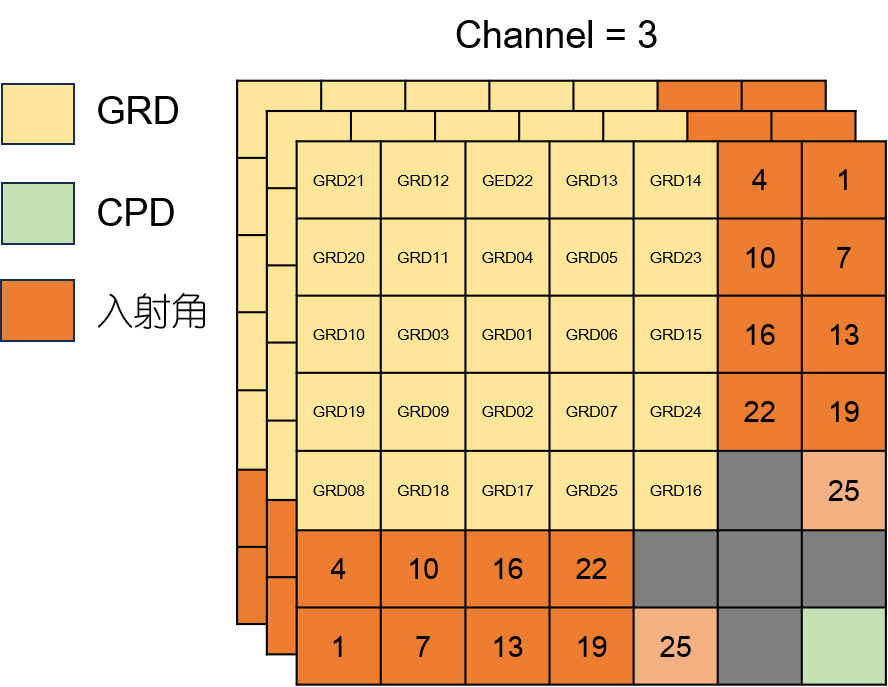 Channel = 3
GRD
CPD
入射角
GRD21 GRD12 GED22 GRD13 GRD14 4 1
GRD20 GRD11 GRD04 GRD05 GRD23 10 7
GRD10 GRD03 GRD01 GRD06 GRD15 16 13
GRD19 GRD09 GRD02 GRD07 GRD24 22 19
GRD08 GRD18 GRD17 GRD25 GRD16 25
4 10 16 22
1 7 13 19 25